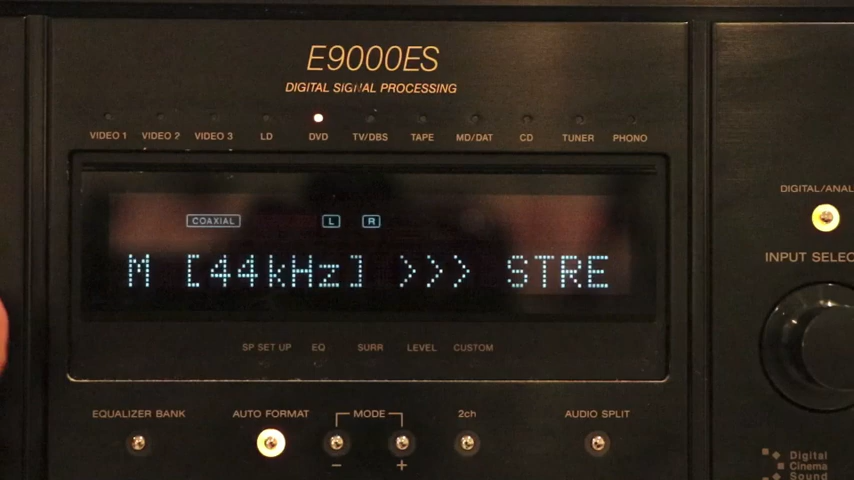 E9000ES
DIGITAL SIGNAL PROCESSING
VIDEO 1 VIDEO 2 VIDEO 3 LD DVD TV/DBS TAPE MD/DAT CD TUNER PHONO
DIGITAL/ANAL
COAXIAL L R
INPUT SELEC
M [44kHz] >>> STRE
SP SET UP EQ SURR LEVEL CUSTOM
EQUALIZER BANK AUTO FORMAT MODE 2ch AUDIO SPLIT
− +
Digital
Cinema
Sound